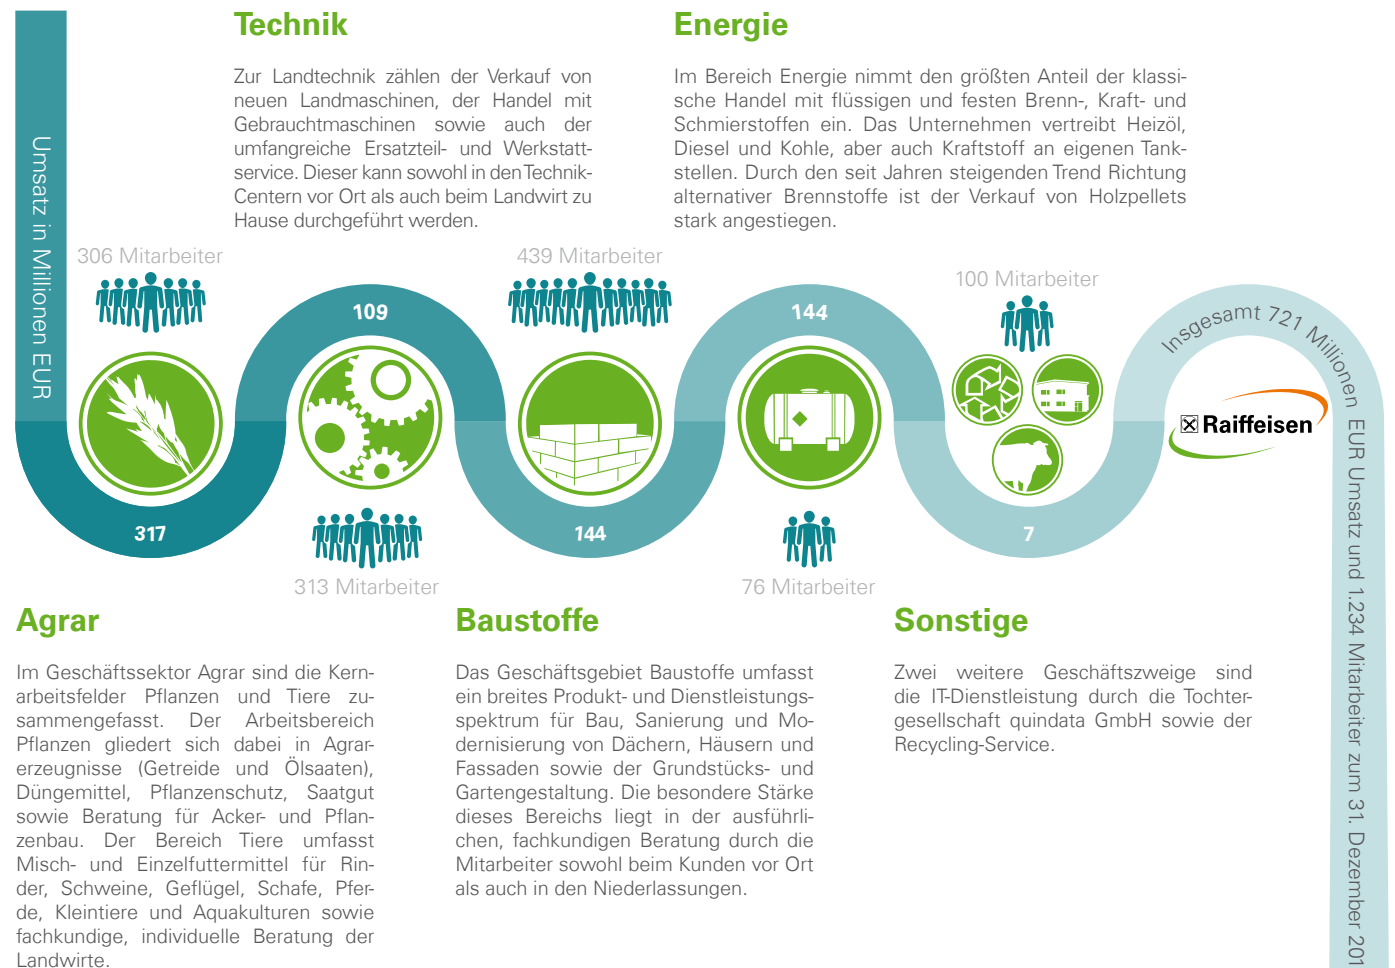 Umsatz in Millionen EUR
Technik
Zur Landtechnik zählen der Verkauf von
neuen Landmaschinen, der Handel mit
Gebrauchtmaschinen sowie auch der
umfangreiche Ersatzteil- und Werkstatt-
service. Dieser kann sowohl in den Technik-
Centern vor Ort als auch beim Landwirt zu
Hause durchgeführt werden.
Energie
Im Bereich Energie nimmt den größten Anteil der klassi-
sche Handel mit flüssigen und festen Brenn-, Kraft- und
Schmierstoffen ein. Das Unternehmen vertreibt Heizöl,
Diesel und Kohle, aber auch Kraftstoff an eigenen Tank-
stellen. Durch den seit Jahren steigenden Trend Richtung
alternativer Brennstoffe ist der Verkauf von Holzpellets
stark angestiegen.
306 Mitarbeiter
439 Mitarbeiter
100 Mitarbeiter
109
144
Insgesamt 721 Millionen EUR Umsatz und 1.234 Mitarbeiter zum 31. Dezember 201
Raiffeisen
317
144
7
313 Mitarbeiter
76 Mitarbeiter
Agrar
Im Geschäftssektor Agrar sind die Kern-
arbeitsfelder Pflanzen und Tiere zu-
sammengefasst. Der Arbeitsbereich
Pflanzen gliedert sich dabei in Agrar-
erzeugnisse (Getreide und Ölsaaten),
Düngemittel, Pflanzenschutz, Saatgut
sowie Beratung für Acker- und Pflan-
zenbau. Der Bereich Tiere umfasst
Misch- und Einzelfuttermittel für Rin-
der, Schweine, Geflügel, Schafe, Pfer-
de, Kleintiere und Aquakulturen sowie
fachkundige, individuelle Beratung der
Landwirte.
Baustoffe
Das Geschäftsgebiet Baustoffe umfasst
ein breites Produkt- und Dienstleistungs-
spektrum für Bau, Sanierung und Mo-
dernisierung von Dächern, Häusern und
Fassaden sowie der Grundstücks- und
Gartengestaltung. Die besondere Stärke
dieses Bereichs liegt in der ausführli-
chen, fachkundigen Beratung durch die
Mitarbeiter sowohl beim Kunden vor Ort
als auch in den Niederlassungen.
Sonstige
Zwei weitere Geschäftszweige sind
die IT-Dienstleistung durch die Tochter-
gesellschaft quindata GmbH sowie der
Recycling-Service.